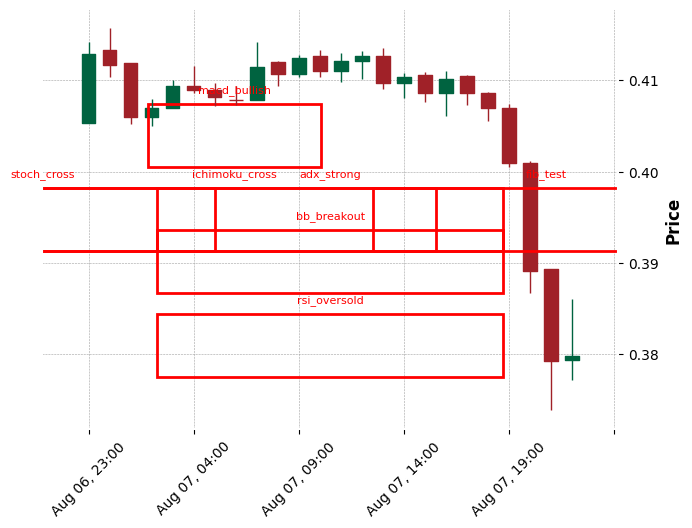 0.41
macd_bullish
stoch_cross
ichimoku_cross
adx_strong
0.40
bb_breakout
0.39
rsi_oversold
0.38
Price
Aug 06, 23:00
Aug 07, 04:00
Aug 07, 09:00
Aug 07, 14:00
Aug 07, 19:00